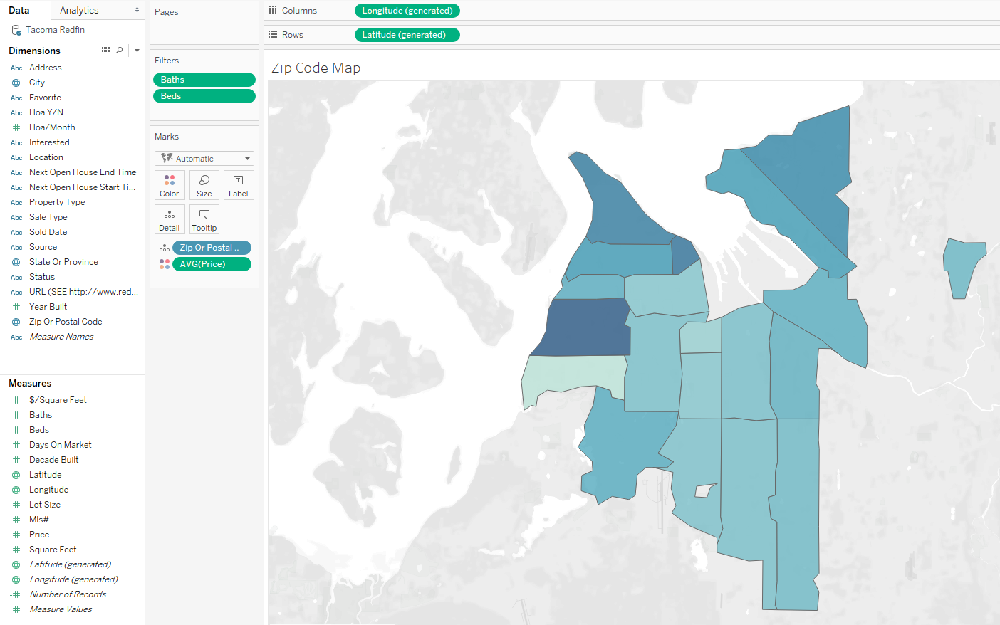 Data
Analytics
Tacoma Redfin
Dimensions
Abc Address
City
Abc Favorite
Abc Hoa Y/N
# Hoa/Month
Abc Interested
Abc Location
Abc Next Open House End Time
Abc Next Open House Start Ti...
Abc Property Type
Abc Sale Type
Abc Sold Date
Abc Source
State Or Province
Abc Status
Abc URL (SEE http://www.red...
# Year Built
Zip Or Postal Code
Abc Measure Names
Measures
# $/Square Feet
# Baths
# Beds
# Days On Market
# Decade Built
Latitude
Longitude
# Lot Size
# Mls#
# Price
# Square Feet
Latitude (generated)
Longitude (generated)
=# Number of Records
# Measure Values
Pages
Filters
Baths
Beds
Marks
Automatic
Color
Size
T
Label
Detail
Tooltip
Zip Or Postal ..
AVG(Price)
Columns
Longitude (generated)
Rows
Latitude (generated)
Zip Code Map